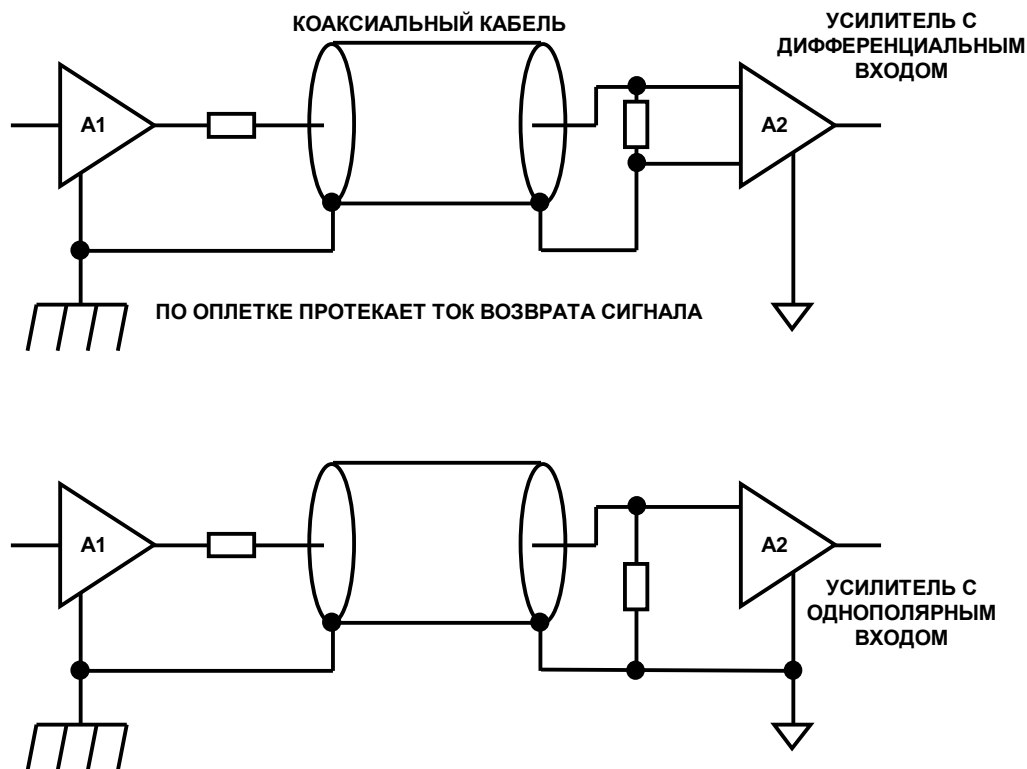 КОАКСИАЛЬНЫЙ КАБЕЛЬ
УСИЛИТЕЛЬ С
ДИФФЕРЕНЦИАЛЬНЫМ
ВХОДОМ
A1
A2
ПО ОПЛЕТКЕ ПРОТЕКАЕТ ТОК ВОЗВРАТА СИГНАЛА
A1
A2
УСИЛИТЕЛЬ С
ОДНОПОЛЯРНЫМ
ВХОДОМ